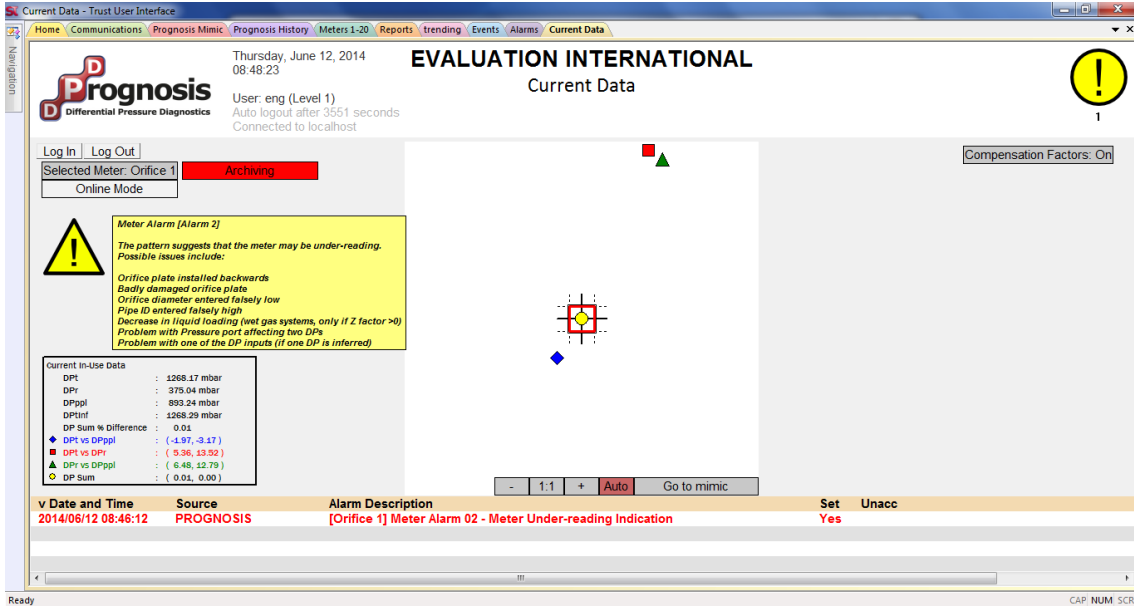 Current Data - Trust User Interface
Home Communications Prognosis Mimic Prognosis History Meters 1-20 Reports trending Events Alarms Current Data
Navigation
Prognosis
D
D
Differential Pressure Diagnostics
Thursday, June 12, 2014
08:48:23
User: eng (Level 1)
Auto logout after 3551 seconds
Connected to localhost
EVALUATION INTERNATIONAL
Current Data
!
1
Log In Log Out
Selected Meter: Orifice 1 Archiving
Online Mode
Compensation Factors: On
!
Meter Alarm [Alarm 2]
The pattern suggests that the meter may be under-reading.
Possible issues include:
Orifice plate installed backwards
Badly damaged orifice plate
Orifice diameter entered falsely low
Pipe ID entered falsely high
Decrease in liquid loading (wet gas systems, only if Z factor >0)
Problem with Pressure port affecting two DPs
Problem with one of the DP inputs (if one DP is inferred)
Current In-Use Data
DPt : 1268.17 mbar
DPr : 375.04 mbar
DPppl : 893.24 mbar
DPtinf : 1268.29 mbar
DP Sum % Difference : 0.01
DPt vs DPppl : (-1.97, -3.17 )
DPt vs DPr : ( 5.36, 13.52 )
DPr vs DPppl : ( 6.48, 12.79 )
DP Sum : ( 0.01, 0.00 )
- 1:1 + Auto Go to mimic
v Date and Time Source Alarm Description Set Unacc
2014/06/12 08:46:12 PROGNOSIS [Orifice 1] Meter Alarm 02 - Meter Under-reading Indication Yes
Ready CAP NUM SCR